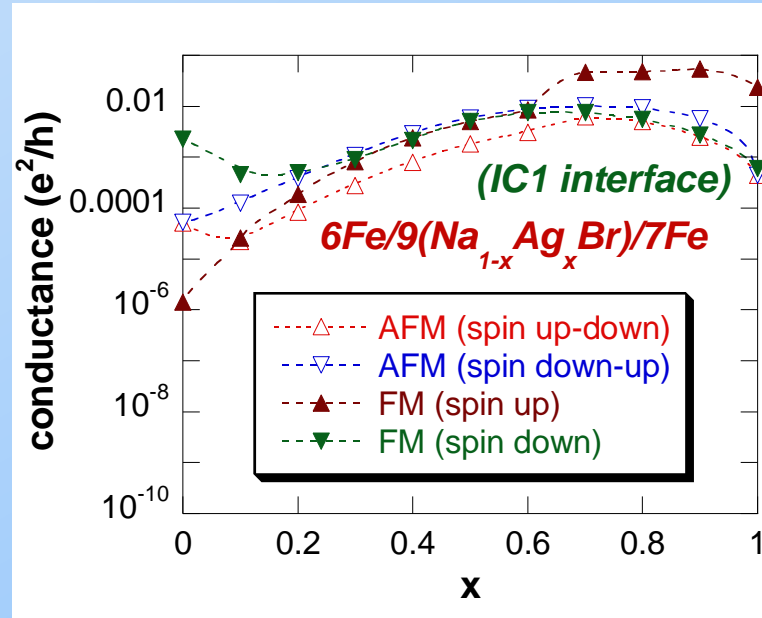 conductance (e²/h)
0.01
0.0001
10⁻⁶
10⁻⁸
10⁻¹⁰
(IC1 interface)
6Fe/9(Na₁₋ₓAgₓBr)/7Fe
AFM (spin up-down)
AFM (spin down-up)
FM (spin up)
FM (spin down)
0 0.2 0.4 0.6 0.8 1
x